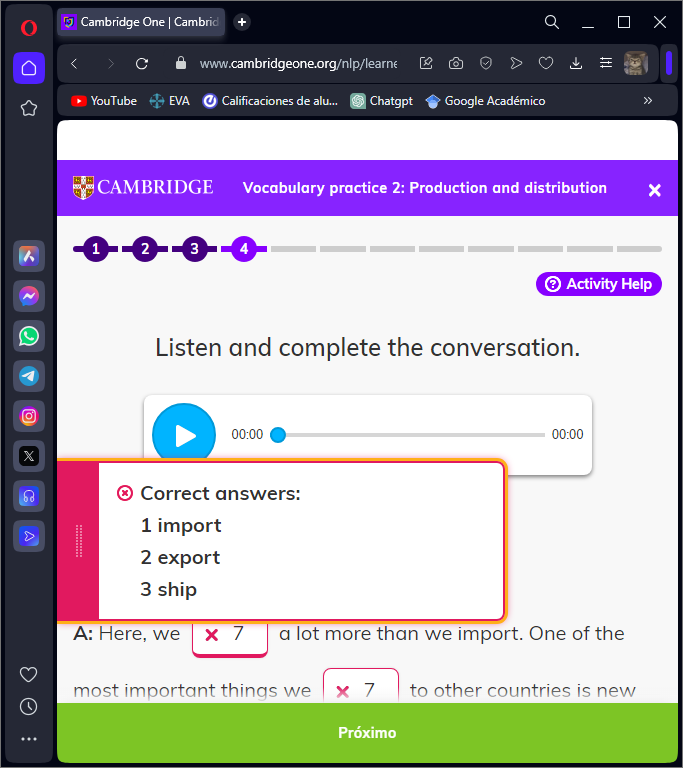 Cambridge One | Cambrid
www.cambridgeone.org/nlp/learne
YouTube EVA Calificaciones de alu... Chatgpt Google Académico »
CAMBRIDGE Vocabulary practice 2: Production and distribution
1 2 3 4
Activity Help
Listen and complete the conversation.
00:00 00:00
Correct answers:
1 import
2 export
3 ship
A: Here, we 7 a lot more than we import. One of the
most important things we 7 to other countries is new
Próximo